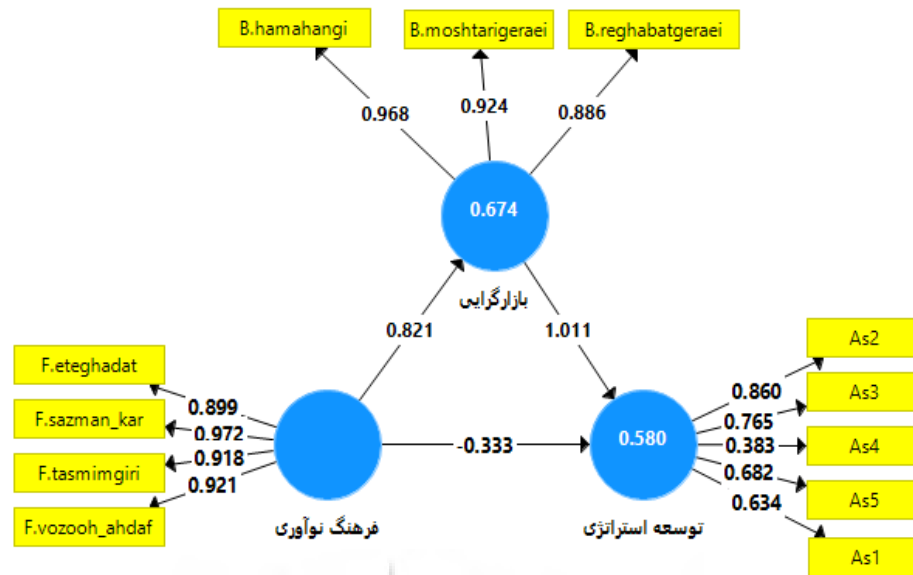 B.hamahangi
B.moshtarigeraei
B.reghabatgeraei
0.968
0.924
0.886
0.674
بازارگرایی
0.821
1.011
F.eteghadat
F.sazman_kar
F.tasmimgiri
F.vozooh_ahdaf
0.899
0.972
0.918
0.921
فرهنگ نوآوری
-0.333
0.580
توسعه استراتژی
0.860
0.765
0.383
0.682
0.634
As2
As3
As4
As5
As1